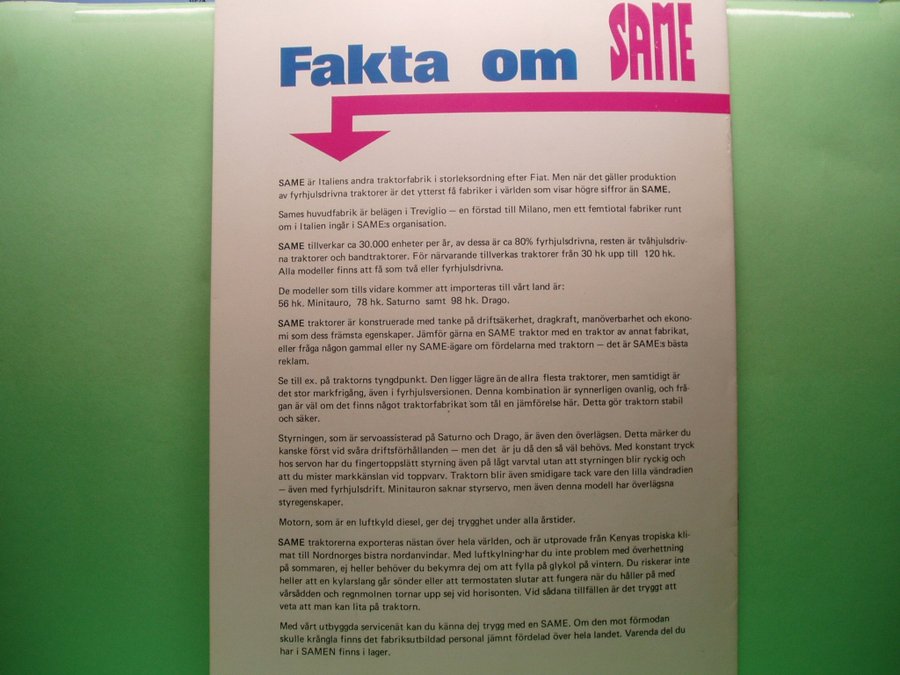 Fakta om SAME
SAME är Italiens andra traktorfabrik i storleksordning efter Fiat. Men när det gäller produktion
av fyrhjulsdrivna traktorer är det ytterst få fabriker i världen som visar högre siffror än SAME.
Sames huvudfabrik är belägen i Treviglio — en förstad till Milano, men ett femtiotal fabriker runt
om i Italien ingår i SAME:s organisation.
SAME tillverkar ca 30.000 enheter per år, av dessa är ca 80% fyrhjulsdrivna, resten är tvåhjulsdriv-
na traktorer och bandtraktorer. För närvarande tillverkas traktorer från 30 hk upp till 120 hk.
Alla modeller finns att få som två eller fyrhjulsdrivna.
De modeller som tills vidare kommer att importeras till vårt land är:
56 hk. Minitauro, 78 hk. Saturno samt 98 hk. Drago.
SAME traktorer är konstruerade med tanke på driftsäkerhet, dragkraft, manöverbarhet och ekono-
mi som dess främsta egenskaper. Jämför gärna en SAME traktor med en traktor av annat fabrikat,
eller fråga någon gammal eller ny SAME-ägare om fördelarna med traktorn — det är SAME:s bästa
reklam.
Se till ex. på traktorns tyngdpunkt. Den ligger lägre än de allra flesta traktorer, men samtidigt är
det stor markfrigång, även i fyrhjulsversionen. Denna kombination är synnerligen ovanlig, och frå-
gan är väl om det finns något traktorfabrikat som tål en jämförelse här. Detta gör traktorn stabil
och säker.
Styrningen, som är servoassisterad på Saturno och Drago, är även den överlägsen. Detta märker du
kanske först vid svåra driftsförhållanden — men det är ju då den så väl behövs. Med konstant tryck
hos servon har du fingertoppslätt styrning även på lågt varvtal utan att styrningen blir ryckig och
att du mister markkänslan vid toppvarv. Traktorn blir även smidigare tack vare den lilla vändradien
— även med fyrhjulsdrift. Minitauron saknar styrservo, men även denna modell har överlägsna
styregenskaper.
Motorn, som är en luftkyld diesel, ger dej trygghet under alla årstider.
SAME traktorerna exporteras nästan över hela världen, och är utprovade från Kenyas tropiska kli-
mat till Nordnorges bistra nordanvindar. Med luftkylning har du inte problem med överhettning
på sommaren, ej heller behöver du bekymra dej om att fylla på glykol på vintern. Du riskerar inte
heller att en kylarslang går sönder eller att termostaten slutar att fungera när du håller på med
vårsådden och regnmolnen tornar upp sej vid horisonten. Vid sådana tillfällen är det tryggt att
veta att man kan lita på traktorn.
Med vårt utbyggda servicenät kan du känna dej trygg med en SAME. Om den mot förmodan
skulle krångla finns det fabriksutbildad personal jämnt fördelad över hela landet. Varenda del du
har i SAMEN finns i lager.